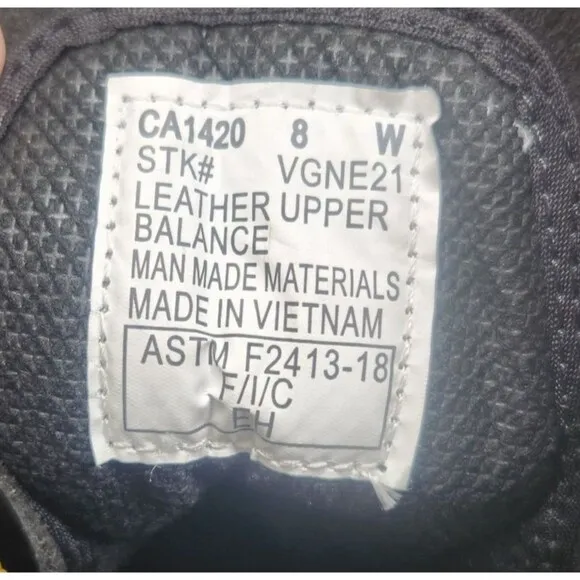 CA1420 8 W
STK# VGNE21
LEATHER UPPER
BALANCE
MAN MADE MATERIALS
MADE IN VIETNAM
ASTM F2413-18
F/I/C
EH